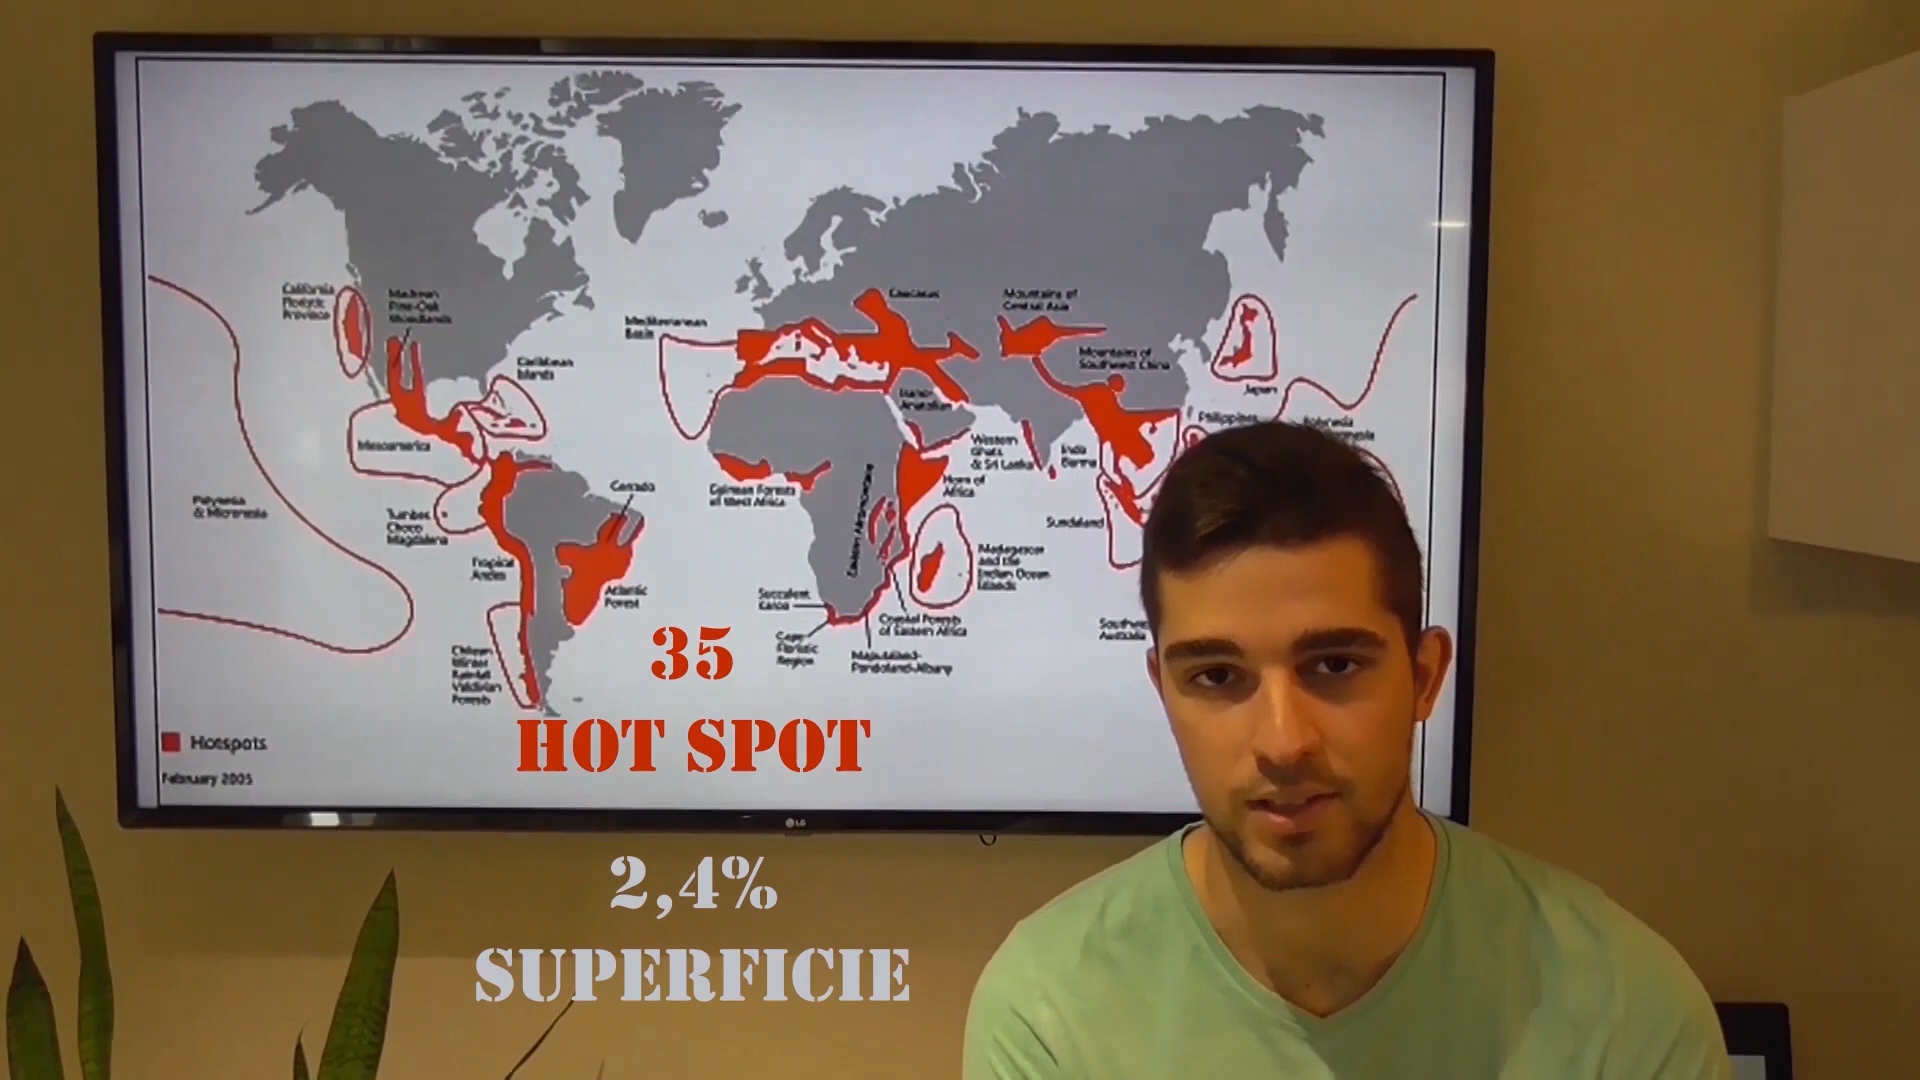 California
Floristic
Province
Madrean
Pine-Oak
Woodlands
Caribbean
Islands
Mesoamerica
Polynesia
& Micronesia
Tumbes
Choco
Magdalena
Tropical
Andes
Cerrado
Atlantic
Forest
Chilean
Winter
Rainfall
Valdivian
Forests
Mediterranean
Basin
Caucasus
Irano-
Anatolian
Mountains of
Central Asia
Mountains of
Southwest China
Japan
Philippines
Western
Ghats
& Sri Lanka
Indo
Burma
Horn of
Africa
Guinean Forests
of West Africa
Eastern Afromontane
Sundaland
Madagascar
and the
Indian Ocean
Islands
Succulent
Karoo
Cape
Floristic
Region
Coastal Forests
of Eastern Africa
Maputaland-
Pondoland-Albany
Southwe
Australia
Hotspots
February 2005
35
HOT SPOT
LG
2,4%
SUPERFICIE